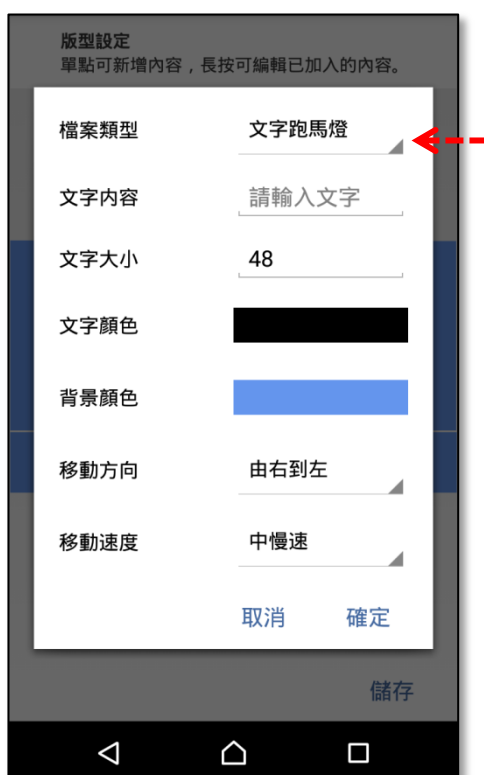 版型設定
單點可新增內容，長按可編輯已加入的內容。
檔案類型 文字跑馬燈
文字內容 請輸入文字
文字大小 48
文字顏色
背景顏色
移動方向 由右到左
移動速度 中慢速
取消 確定
儲存